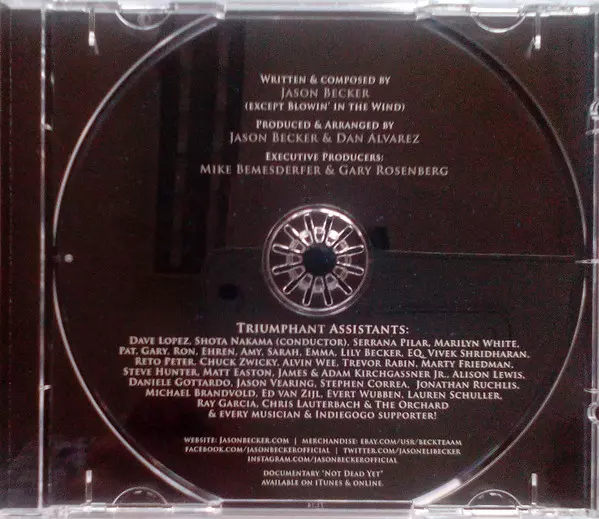 WRITTEN & COMPOSED BY
JASON BECKER
(EXCEPT BLOWIN' IN THE WIND)
PRODUCED & ARRANGED BY
JASON BECKER & DAN ALVAREZ
EXECUTIVE PRODUCERS:
MIKE BEMESDERFER & GARY ROSENBERG
TRIUMPHANT ASSISTANTS:
DAVE LOPEZ, SHOTA NAKAMA (CONDUCTOR), SERRANA PILAR, MARILYN WHITE,
PAT, GARY, RON, EHREN, AMY, SARAH, EMMA, LILY BECKER, EQ, VIVEK SHRIDHARAN,
RETO PETER, CHUCK ZWICKY, ALVIN WEE, TREVOR RABIN, MARTY FRIEDMAN,
STEVE HUNTER, MATT EASTON, JAMES & ADAM KIRCHGASSNER JR., ALISON LEWIS,
DANIELE GOTTARDO, JASON VEARING, STEPHEN CORREA, JONATHAN RUCHLIS,
MICHAEL BRANDVOLD, ED VAN ZIJL, EVERT WUBBEN, LAUREN SCHULLER,
RAY GARCIA, CHRIS LAUTERBACH & THE ORCHARD
& EVERY MUSICIAN & INDIEGOGO SUPPORTER!
WEBSITE: JASONBECKER.COM | MERCHANDISE: EBAY.COM/USR/BECKTEAAM
FACEBOOK.COM/JASONBECKEROFFICIAL | TWITTER.COM/JASONELIBECKER
INSTAGRAM.COM/JASONBECKEROFFICIAL
DOCUMENTARY "NOT DEAD YET"
AVAILABLE ON ITUNES & ONLINE.